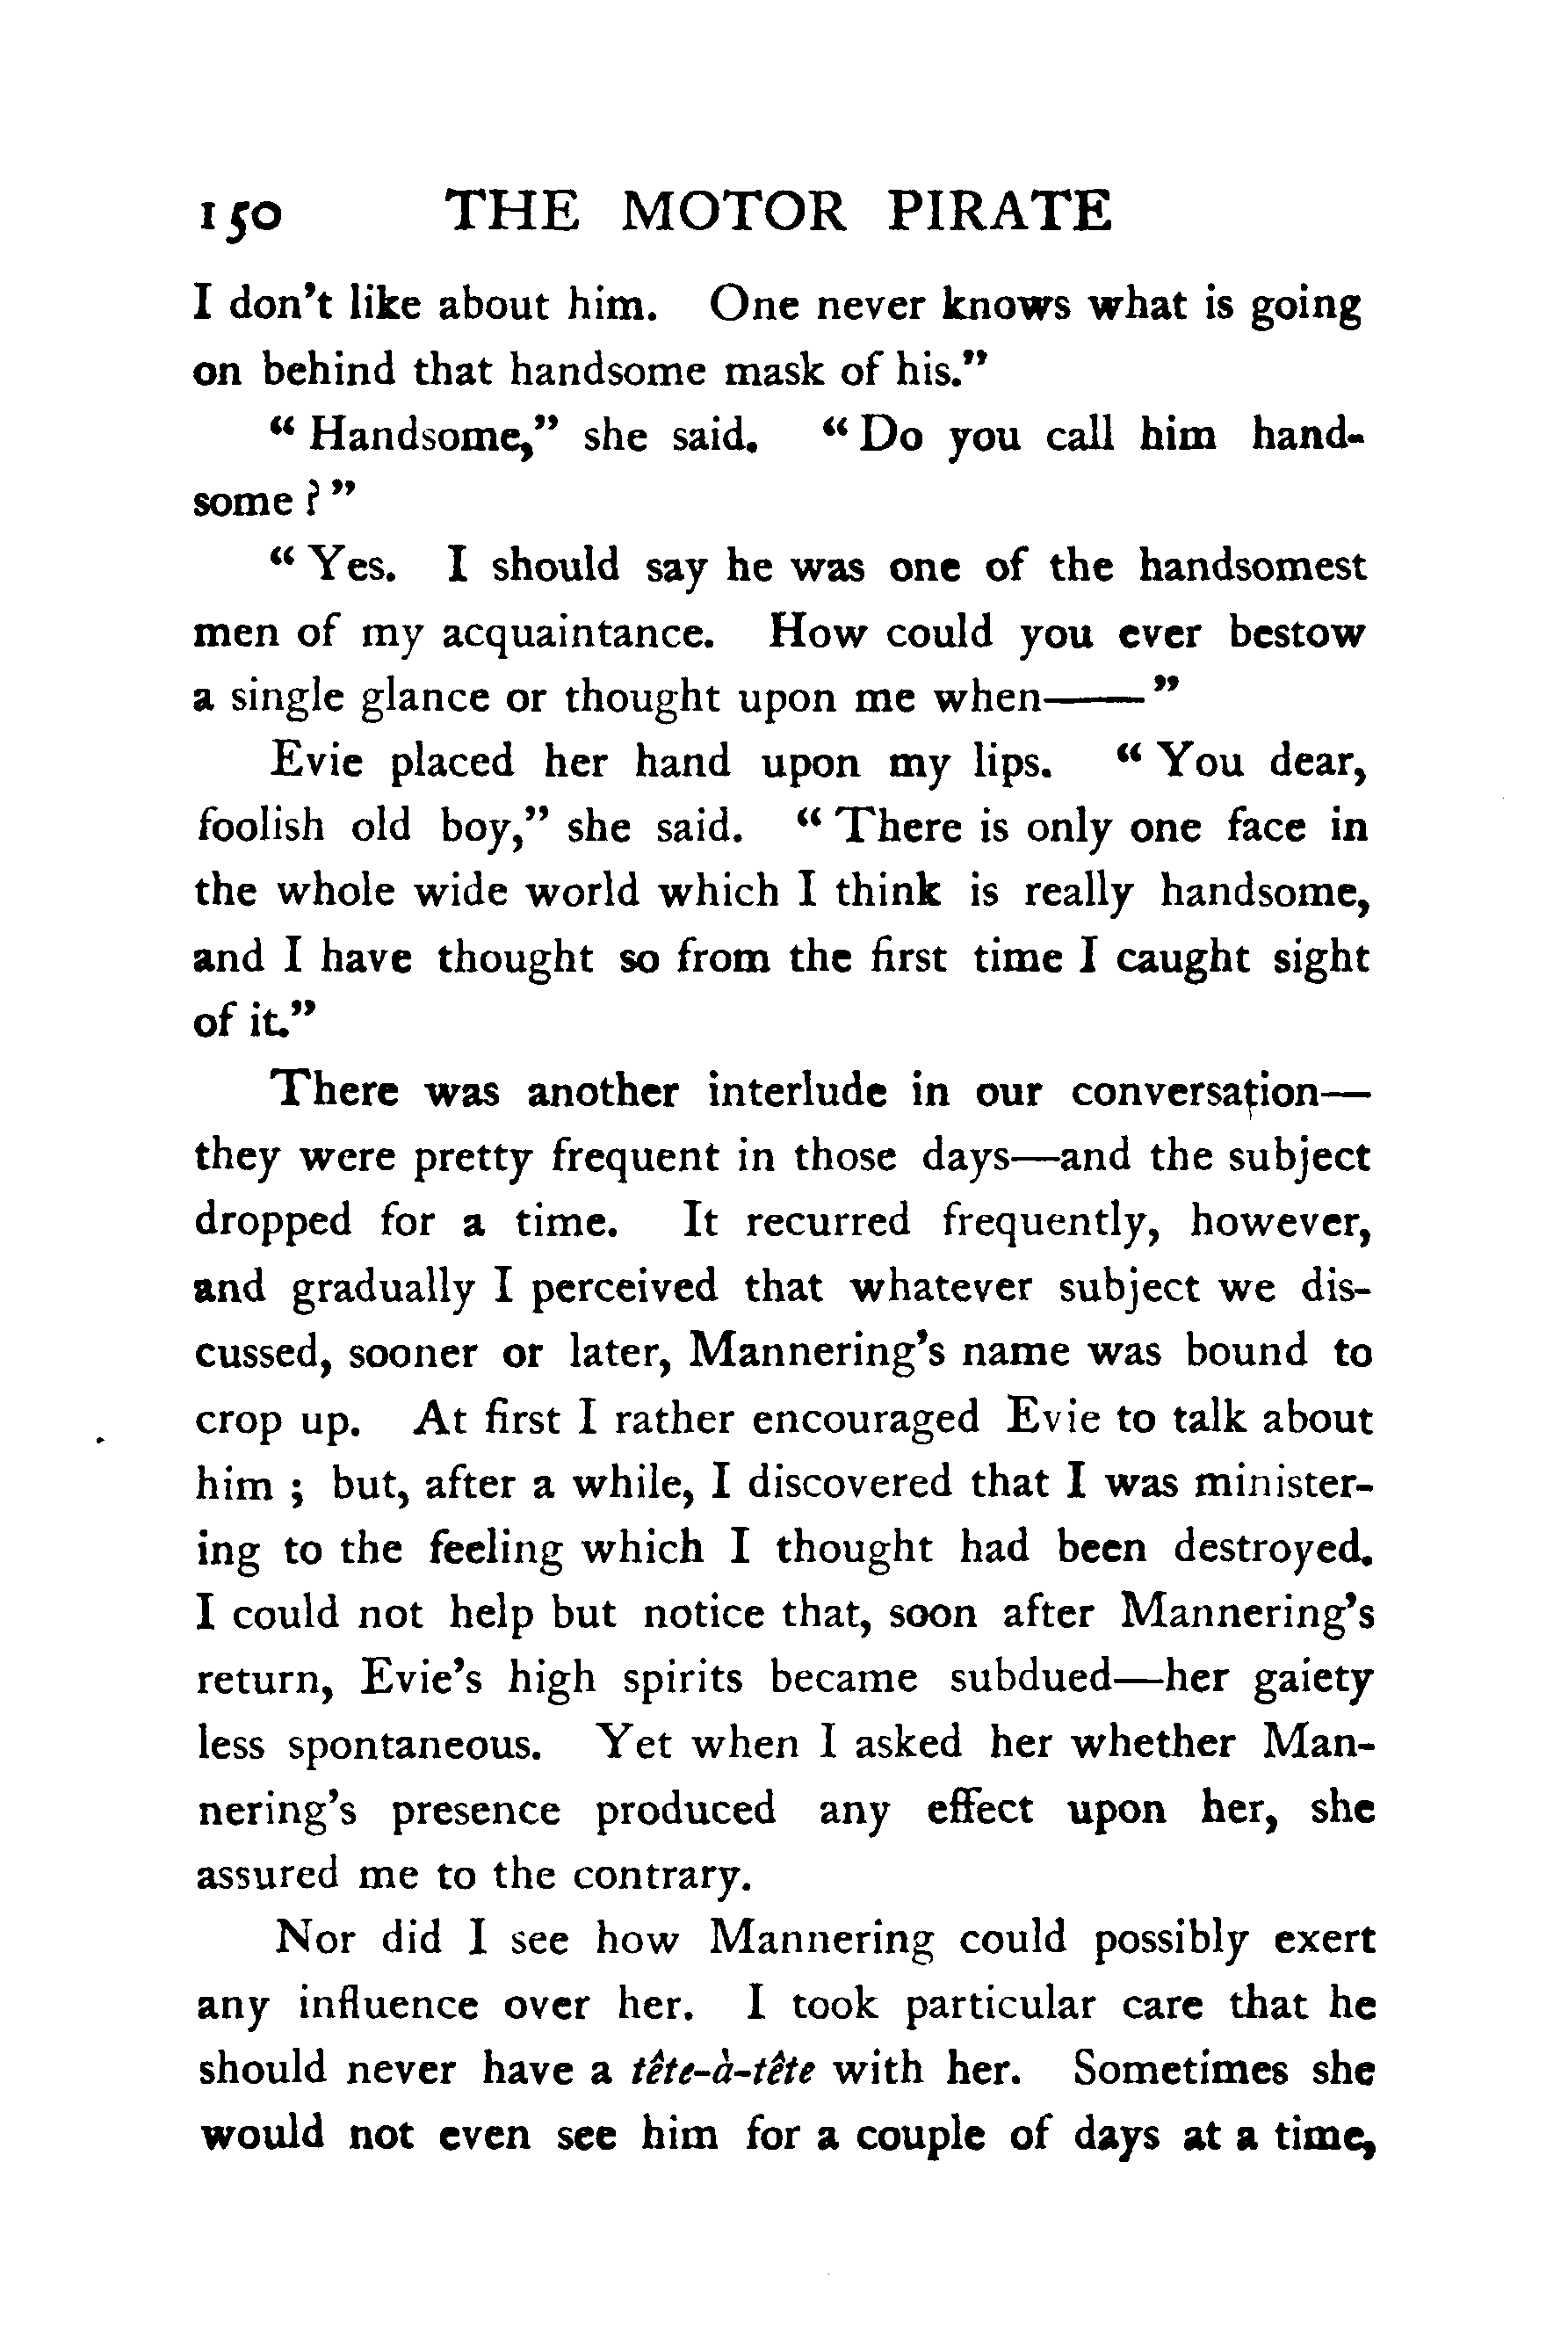 150 THE MOTOR PIRATE
I don't like about him. One never knows what is going
on behind that handsome mask of his."
" Handsome," she said. " Do you call him hand-
some ? "
" Yes. I should say he was one of the handsomest
men of my acquaintance. How could you ever bestow
a single glance or thought upon me when——"
Evie placed her hand upon my lips. " You dear,
foolish old boy," she said. " There is only one face in
the whole wide world which I think is really handsome,
and I have thought so from the first time I caught sight
of it."
There was another interlude in our conversation—
they were pretty frequent in those days—and the subject
dropped for a time. It recurred frequently, however,
and gradually I perceived that whatever subject we dis-
cussed, sooner or later, Mannering's name was bound to
crop up. At first I rather encouraged Evie to talk about
him ; but, after a while, I discovered that I was minister-
ing to the feeling which I thought had been destroyed.
I could not help but notice that, soon after Mannering's
return, Evie's high spirits became subdued—her gaiety
less spontaneous. Yet when I asked her whether Man-
nering's presence produced any effect upon her, she
assured me to the contrary.
Nor did I see how Mannering could possibly exert
any influence over her. I took particular care that he
should never have a tête-à-tête with her. Sometimes she
would not even see him for a couple of days at a time,